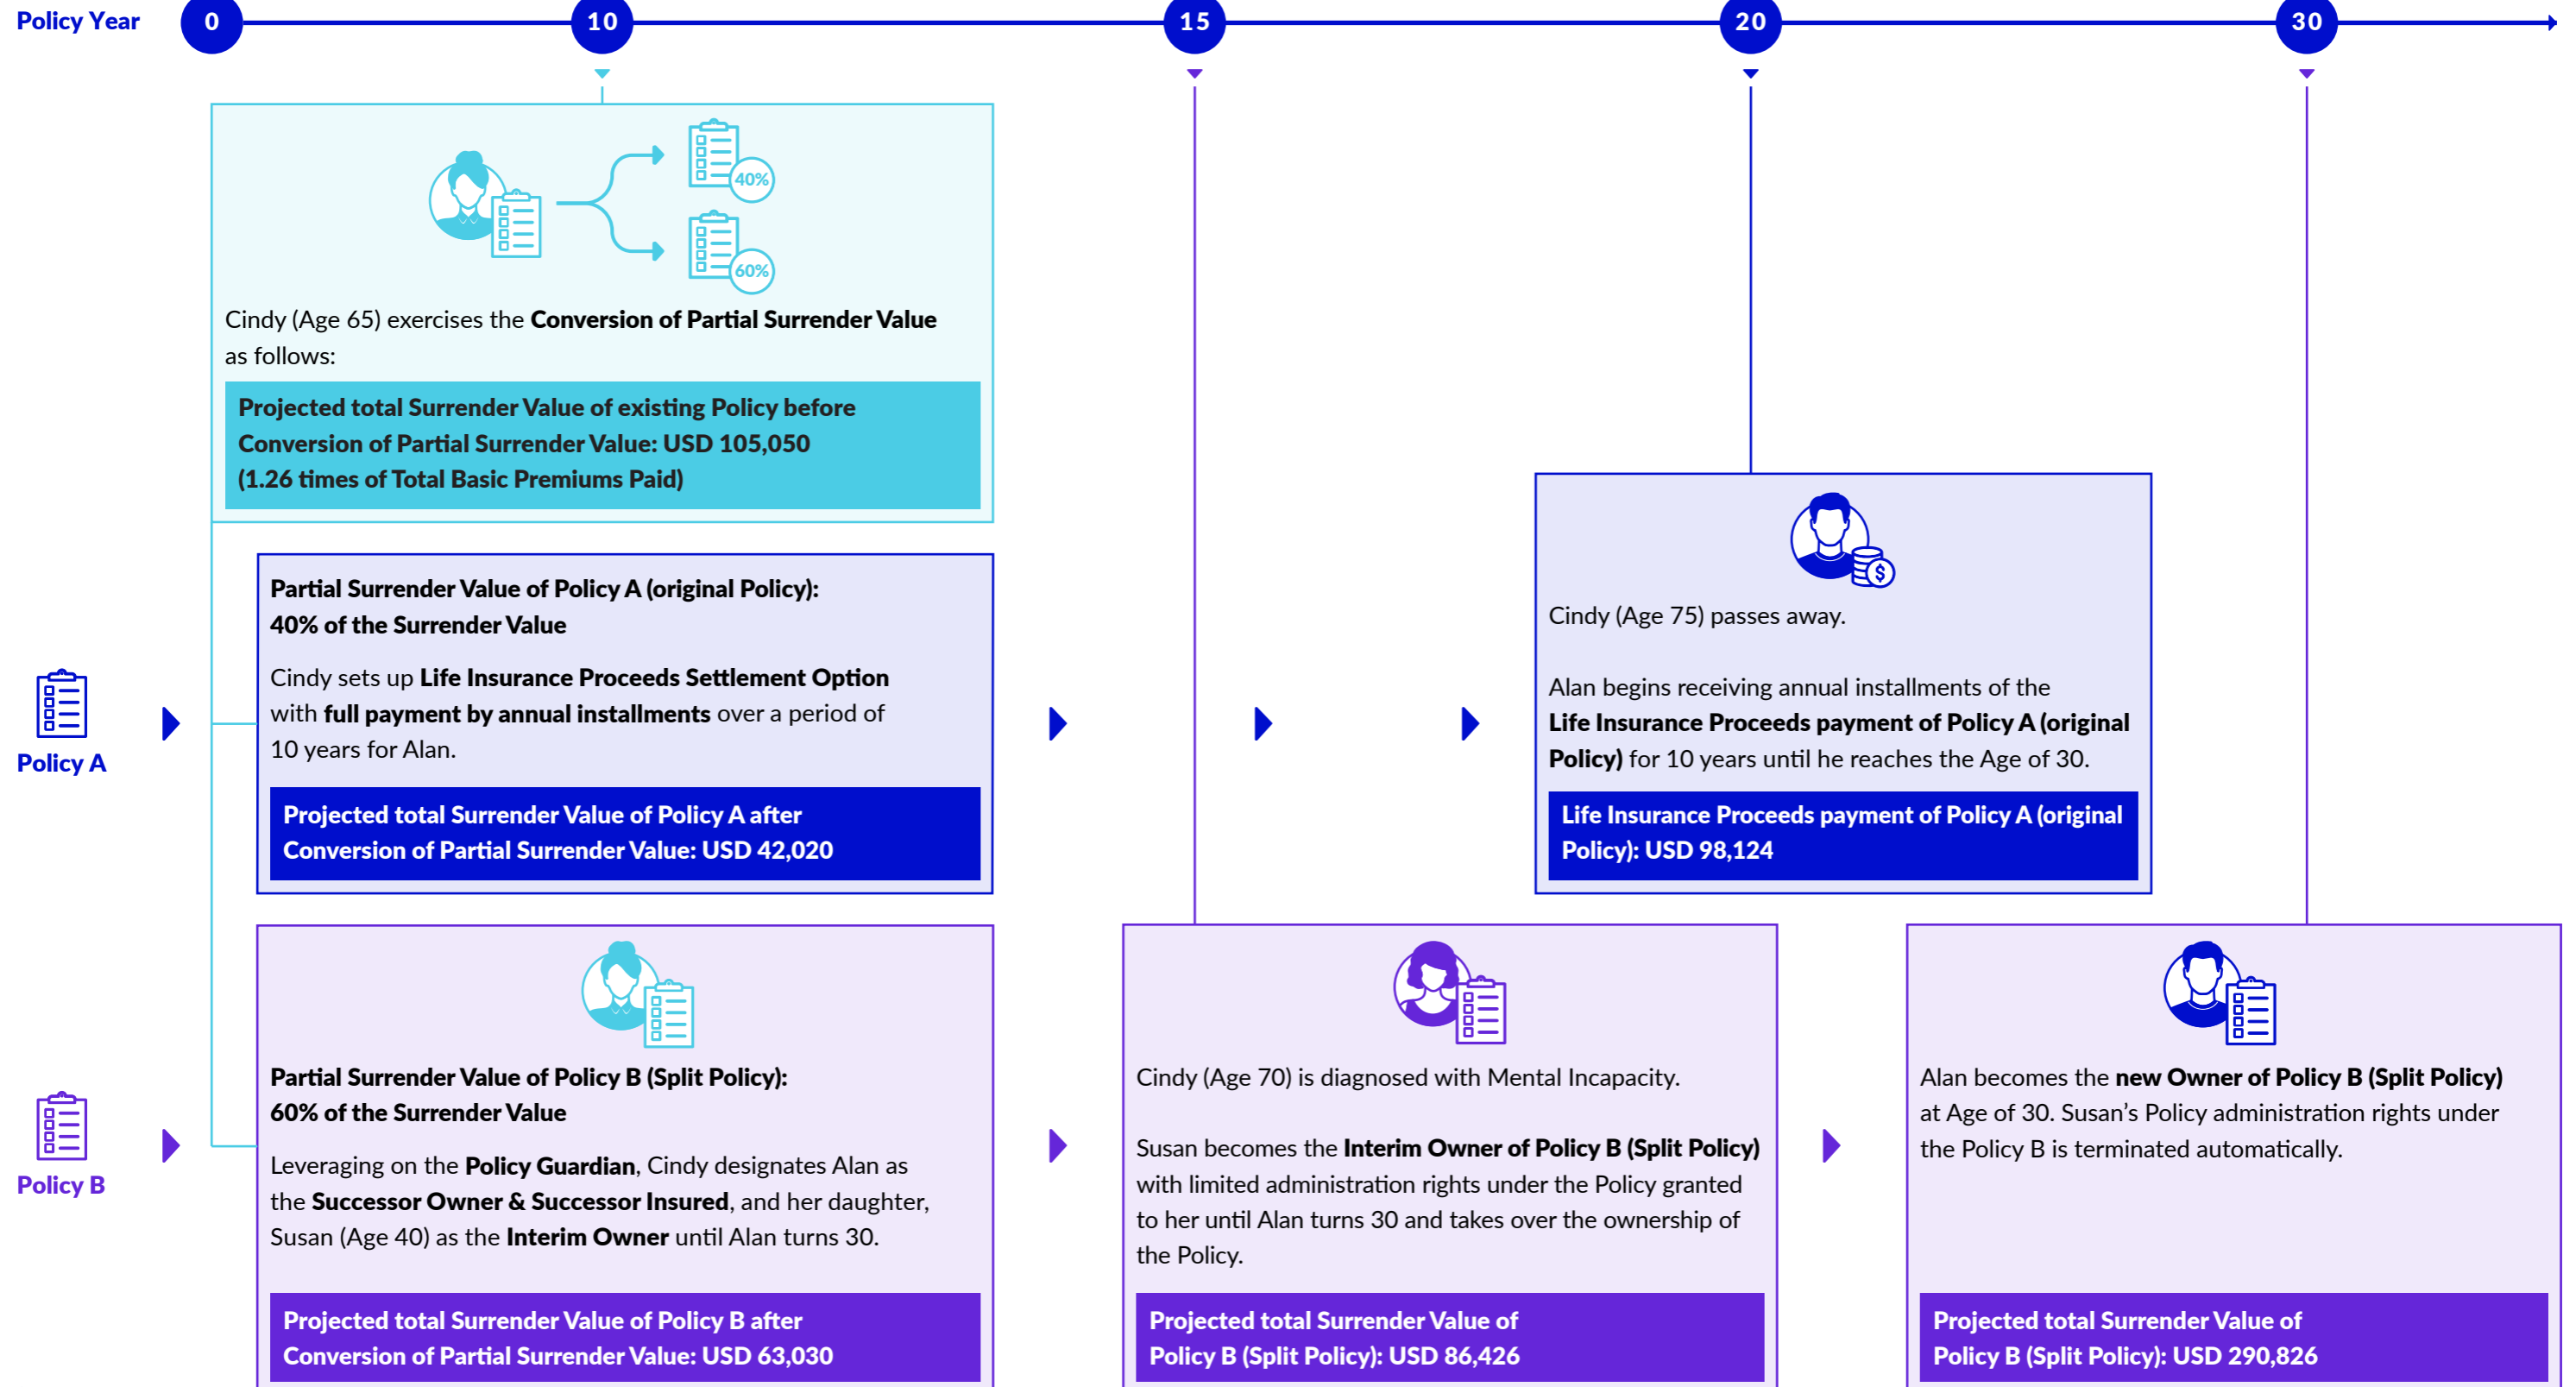 Policy Year
0
10
15
20
30
40%
60%
Cindy (Age 65) exercises the Conversion of Partial Surrender Value
as follows:
Projected total Surrender Value of existing Policy before
Conversion of Partial Surrender Value: USD 105,050
(1.26 times of Total Basic Premiums Paid)
Policy A
Partial Surrender Value of Policy A (original Policy):
40% of the Surrender Value
Cindy sets up Life Insurance Proceeds Settlement Option
with full payment by annual installments over a period of
10 years for Alan.
Projected total Surrender Value of Policy A after
Conversion of Partial Surrender Value: USD 42,020
Cindy (Age 75) passes away.
Alan begins receiving annual installments of the
Life Insurance Proceeds payment of Policy A (original
Policy) for 10 years until he reaches the Age of 30.
Life Insurance Proceeds payment of Policy A (original
Policy): USD 98,124
Policy B
Partial Surrender Value of Policy B (Split Policy):
60% of the Surrender Value
Leveraging on the Policy Guardian, Cindy designates Alan as
the Successor Owner & Successor Insured, and her daughter,
Susan (Age 40) as the Interim Owner until Alan turns 30.
Projected total Surrender Value of Policy B after
Conversion of Partial Surrender Value: USD 63,030
Cindy (Age 70) is diagnosed with Mental Incapacity.
Susan becomes the Interim Owner of Policy B (Split Policy)
with limited administration rights under the Policy granted
to her until Alan turns 30 and takes over the ownership of
the Policy.
Projected total Surrender Value of
Policy B (Split Policy): USD 86,426
Alan becomes the new Owner of Policy B (Split Policy)
at Age of 30. Susan's Policy administration rights under
the Policy B is terminated automatically.
Projected total Surrender Value of
Policy B (Split Policy): USD 290,826